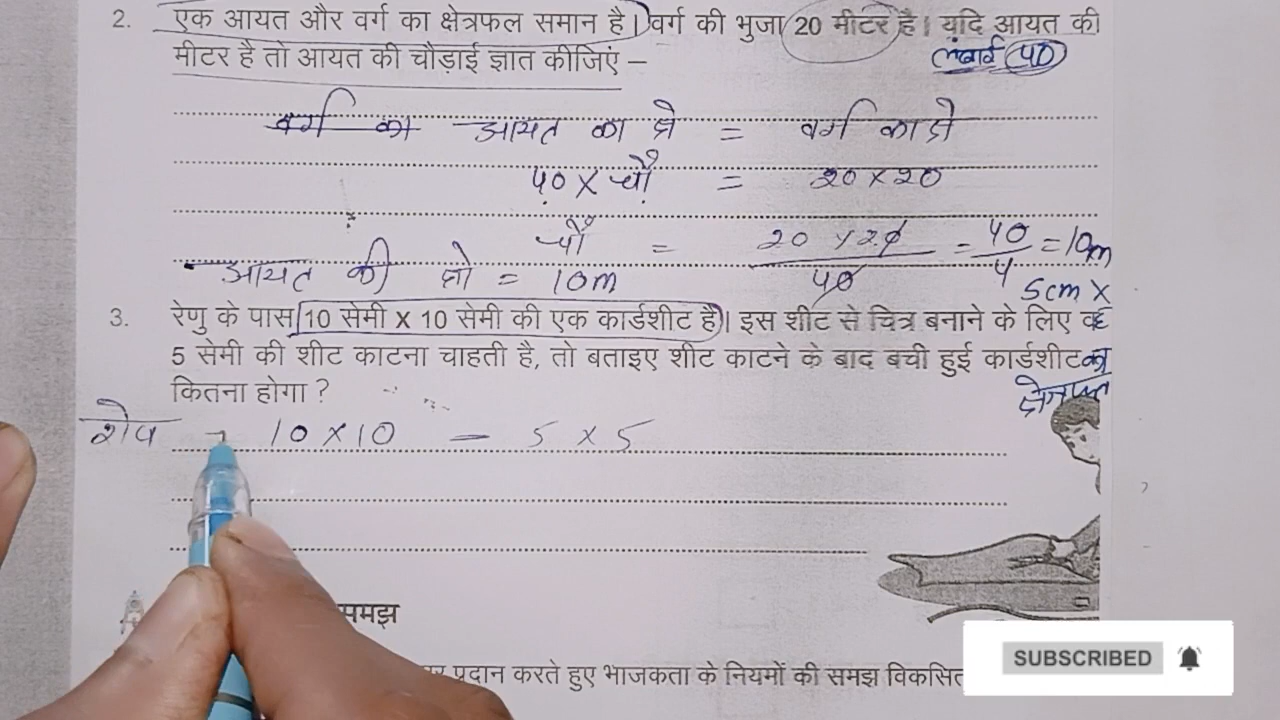 2. एक आयत और वर्ग का क्षेत्रफल समान है। वर्ग की भुजा 20 मीटर है। यदि आयत की
लंबाई 40
मीटर है तो आयत की चौड़ाई ज्ञात कीजिएं –
वर्ग का आयत का क्षे = वर्ग का क्षे
40 x चौ = 20 x 20
चौ = 20 x 20 / 40 = 40 / 4 = 10m
आयत की चौ = 10m
5cm x
3. रेणु के पास 10 सेमी x 10 सेमी की एक कार्डशीट है। इस शीट से चित्र बनाने के लिए वह
5 सेमी की शीट काटना चाहती है, तो बताइए शीट काटने के बाद बची हुई कार्डशीट का
क्षेत्रफल
कितना होगा ?
शेष = 10 x 10 – 5 x 5
समझ
प्रदान करते हुए भाजकता के नियमों की समझ विकसित
SUBSCRIBED